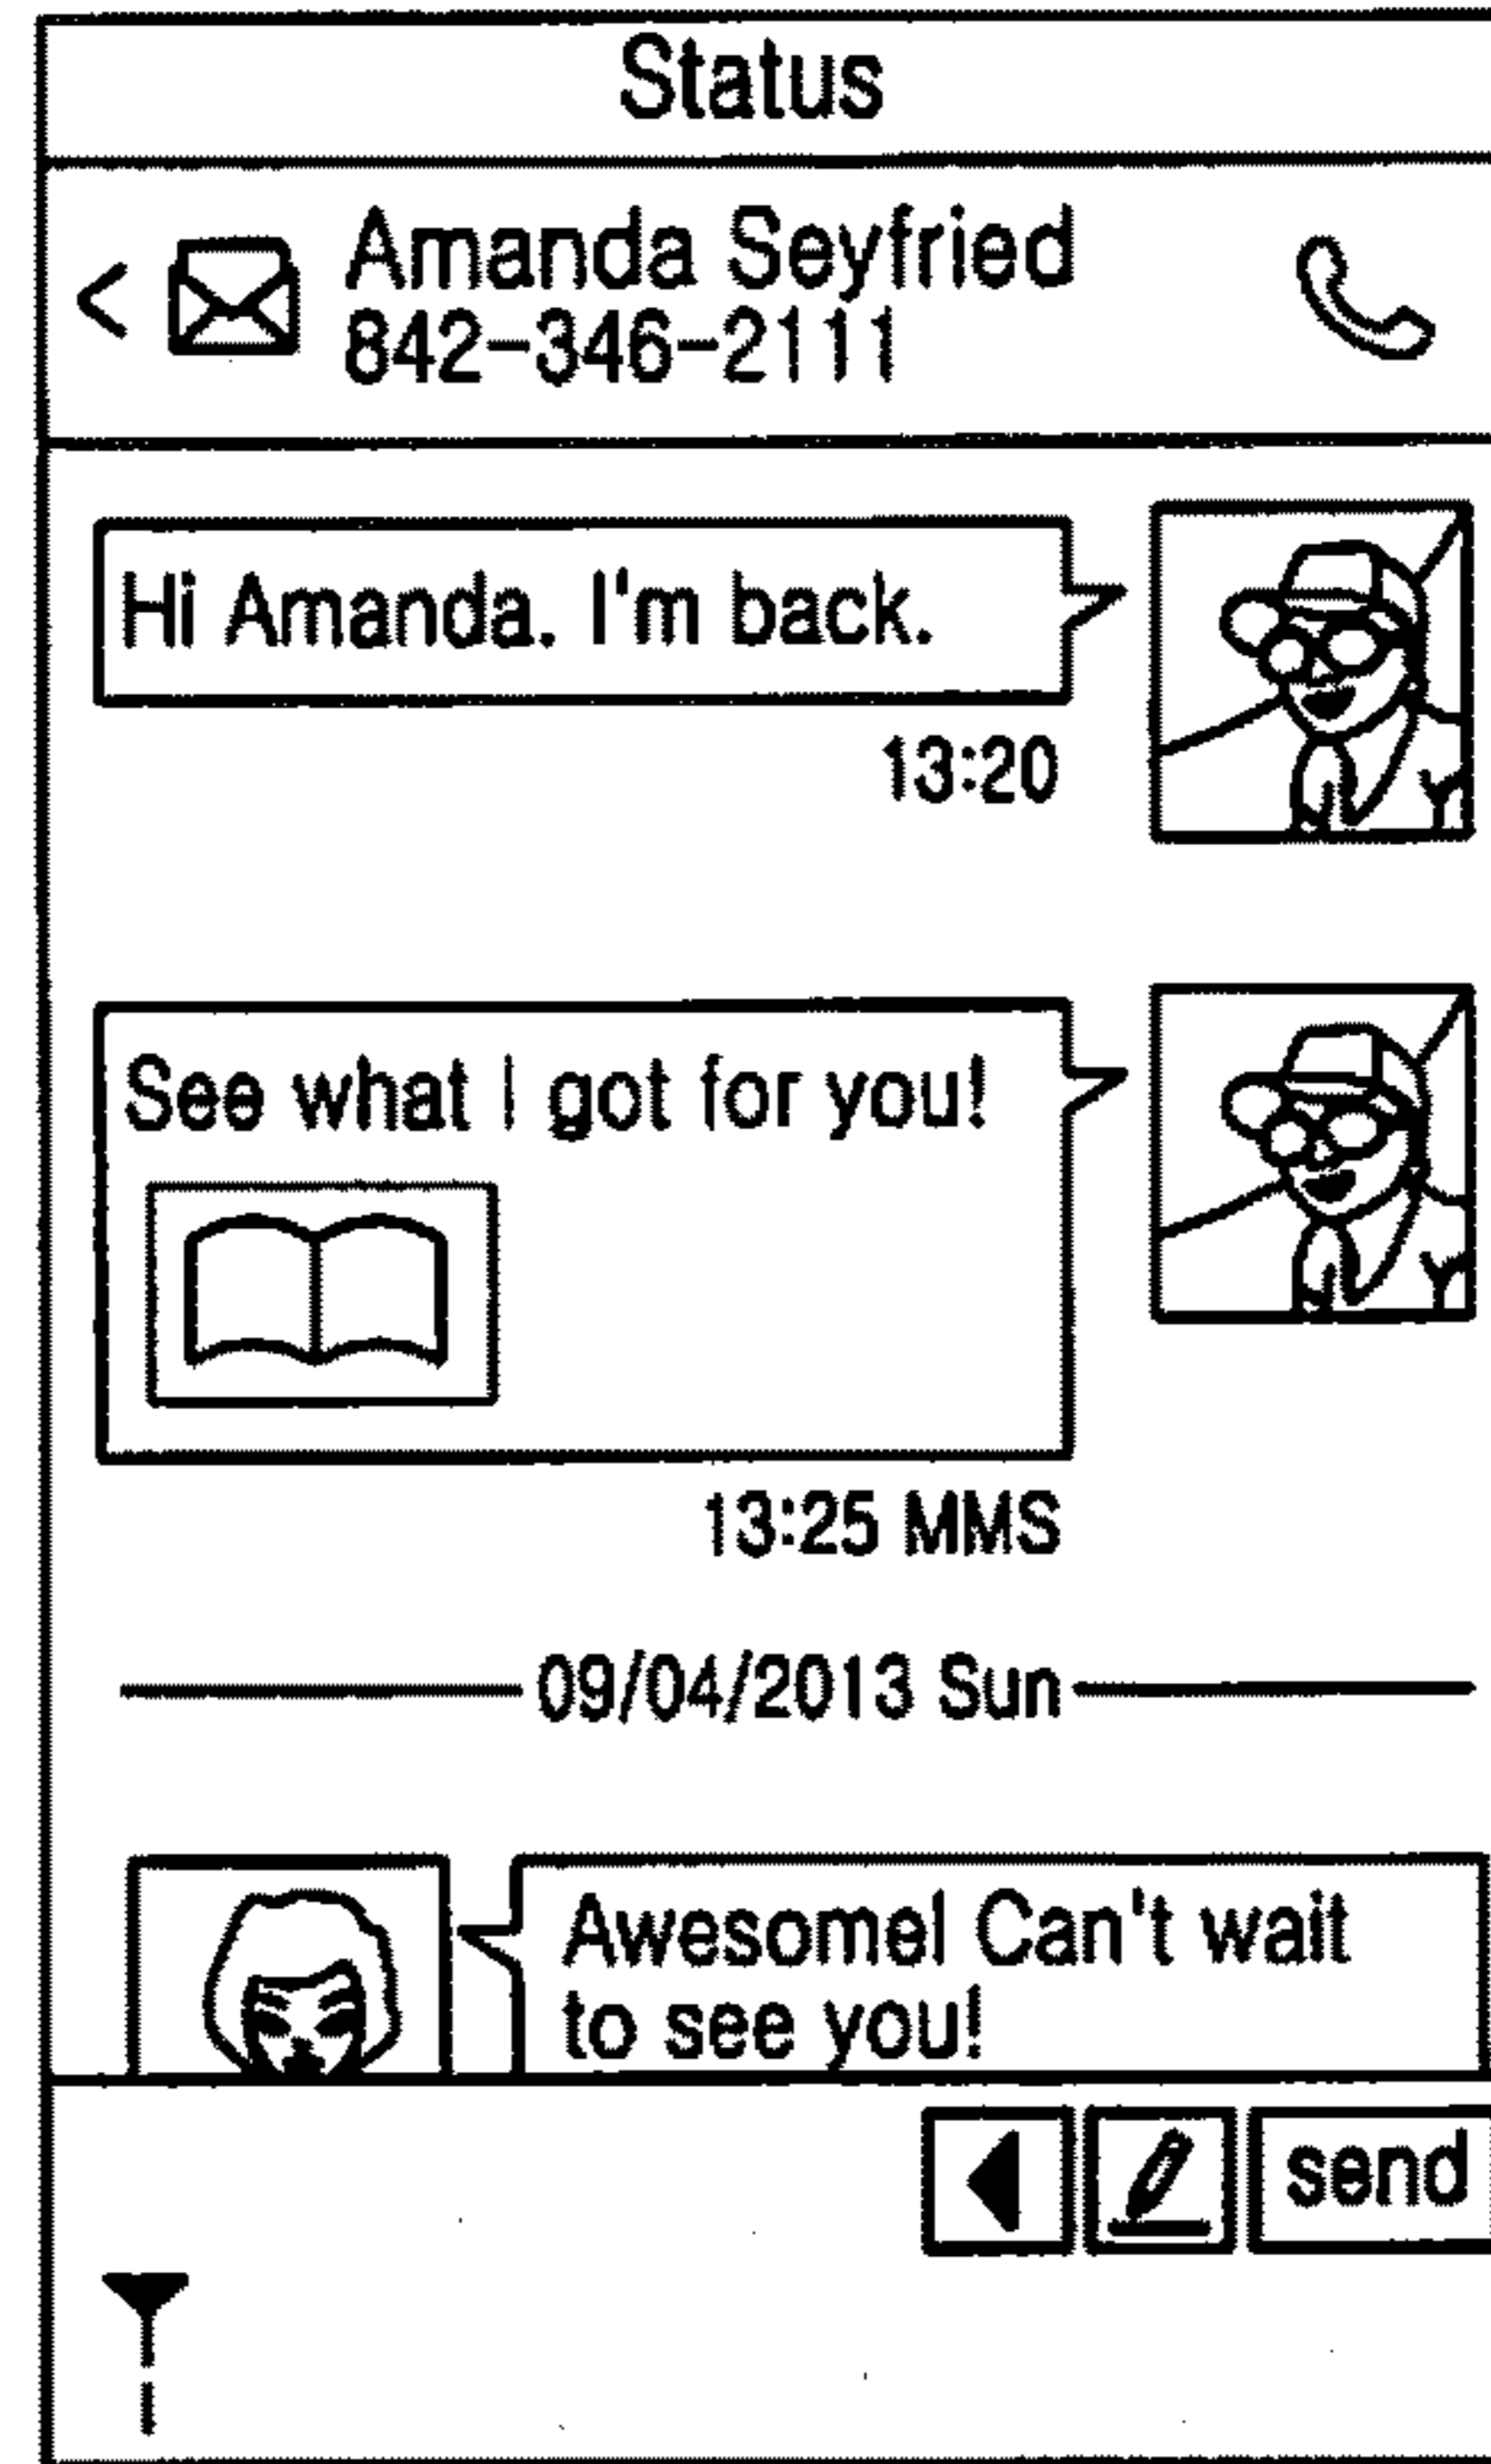 Status
Amanda Seyfried
842-346-2111
Hi Amanda. I'm back.
13:20
See what I got for you!
13:25 MMS
09/04/2013 Sun
Awesomel Can't wait
to see you!
send